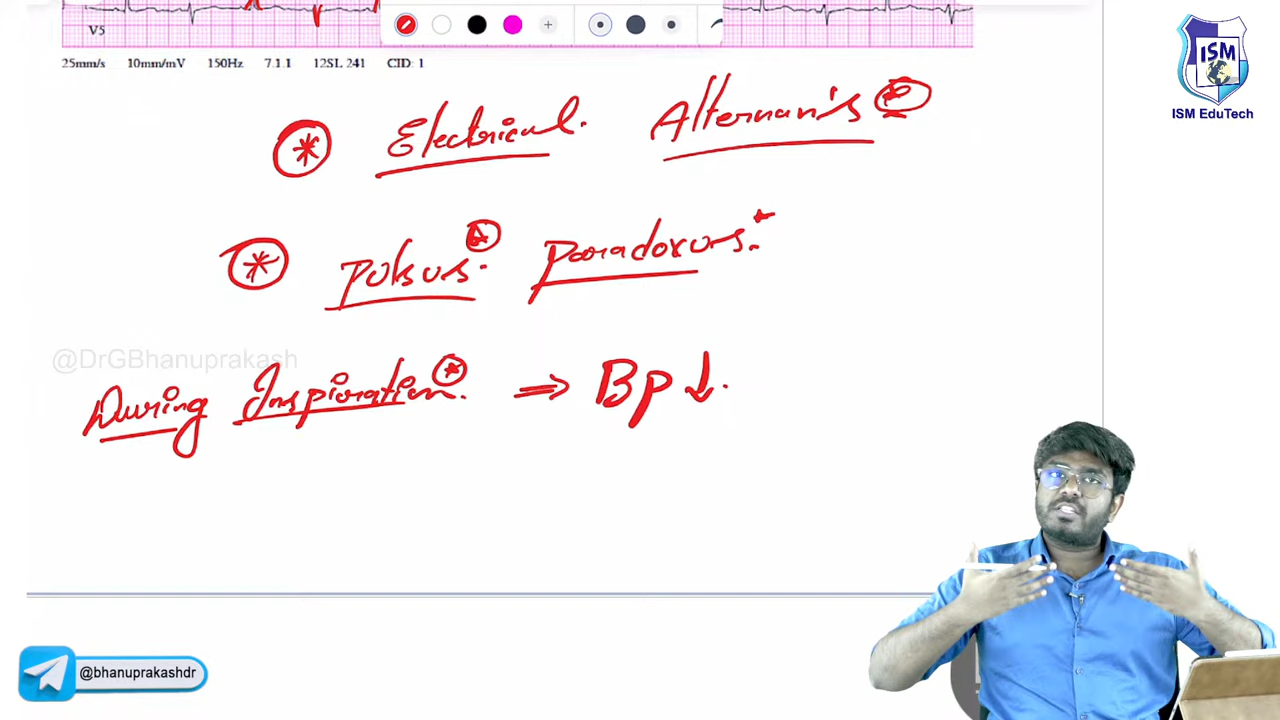 V5
25mm/s 10mm/mV 150Hz 7.1.1 12SL 241 CID: 1
ISM
ISM EduTech
Electrical. Alternanis
pulsus. paradoxus.
@DrGBhanuprakash
During Inspiration. ⇒ Bp ↓.
@bhanuprakashdr